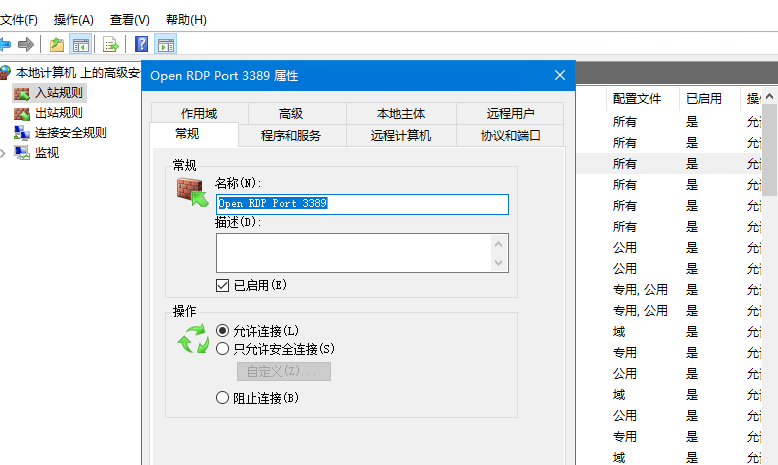 文件(F) 操作(A) 查看(V) 帮助(H)
本地计算机 上的高级安
入站规则
出站规则
连接安全规则
监视
Open RDP Port 3389 属性
作用域 高级 本地主体 远程用户
常规 程序和服务 远程计算机 协议和端口
常规
名称(N):
Open RDP Port 3389
描述(D):
已启用(E)
操作
允许连接(L)
只允许安全连接(S)
自定义(Z)...
阻止连接(B)
配置文件 已启用 操
所有 是 允
所有 是 允
所有 是 允
所有 是 允
所有 是 允
所有 是 允
公用 是 允
公用 是 允
专用, 公用 是 允
专用, 公用 是 允
域 是 允
专用 是 允
公用 是 允
域 是 允
公用 是 允
专用 是 允
域 是 允